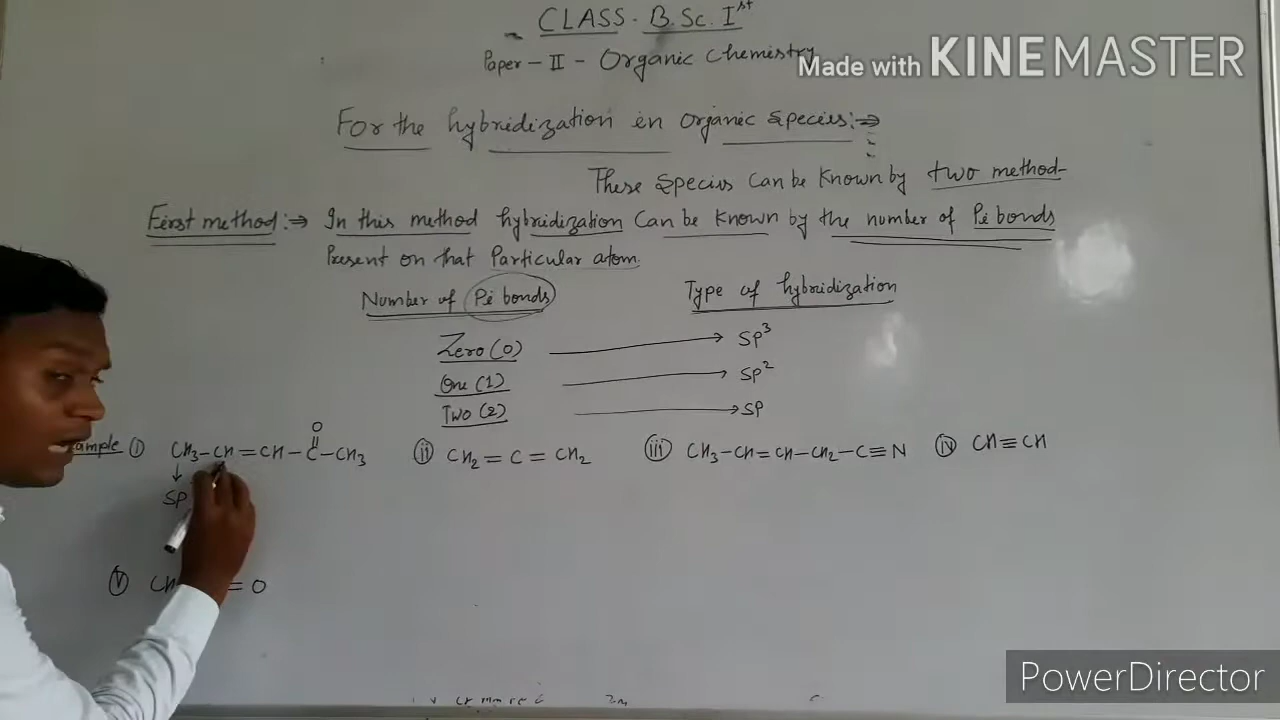 CLASS - B.Sc. Ist
Paper - II - Organic Chemistry
Made with KINEMASTER
For the hybridization in organic species:⇒
These species can be known by two method-
First method:⇒ In this method hybridization can be known by the number of Pi bonds
Present on that Particular atom.
Number of Pi bonds Type of hybridization
Zero (0) → SP³
One (1) → SP²
Two (2) → SP
ample (i) CH₃-CH=CH-C-CH₃ (ii) CH₂=C=CH₂ (iii) CH₃-CH=CH-CH₂-C≡N (iv) CH≡CH
O
||
↓
SP
(v) CH = O
PowerDirector